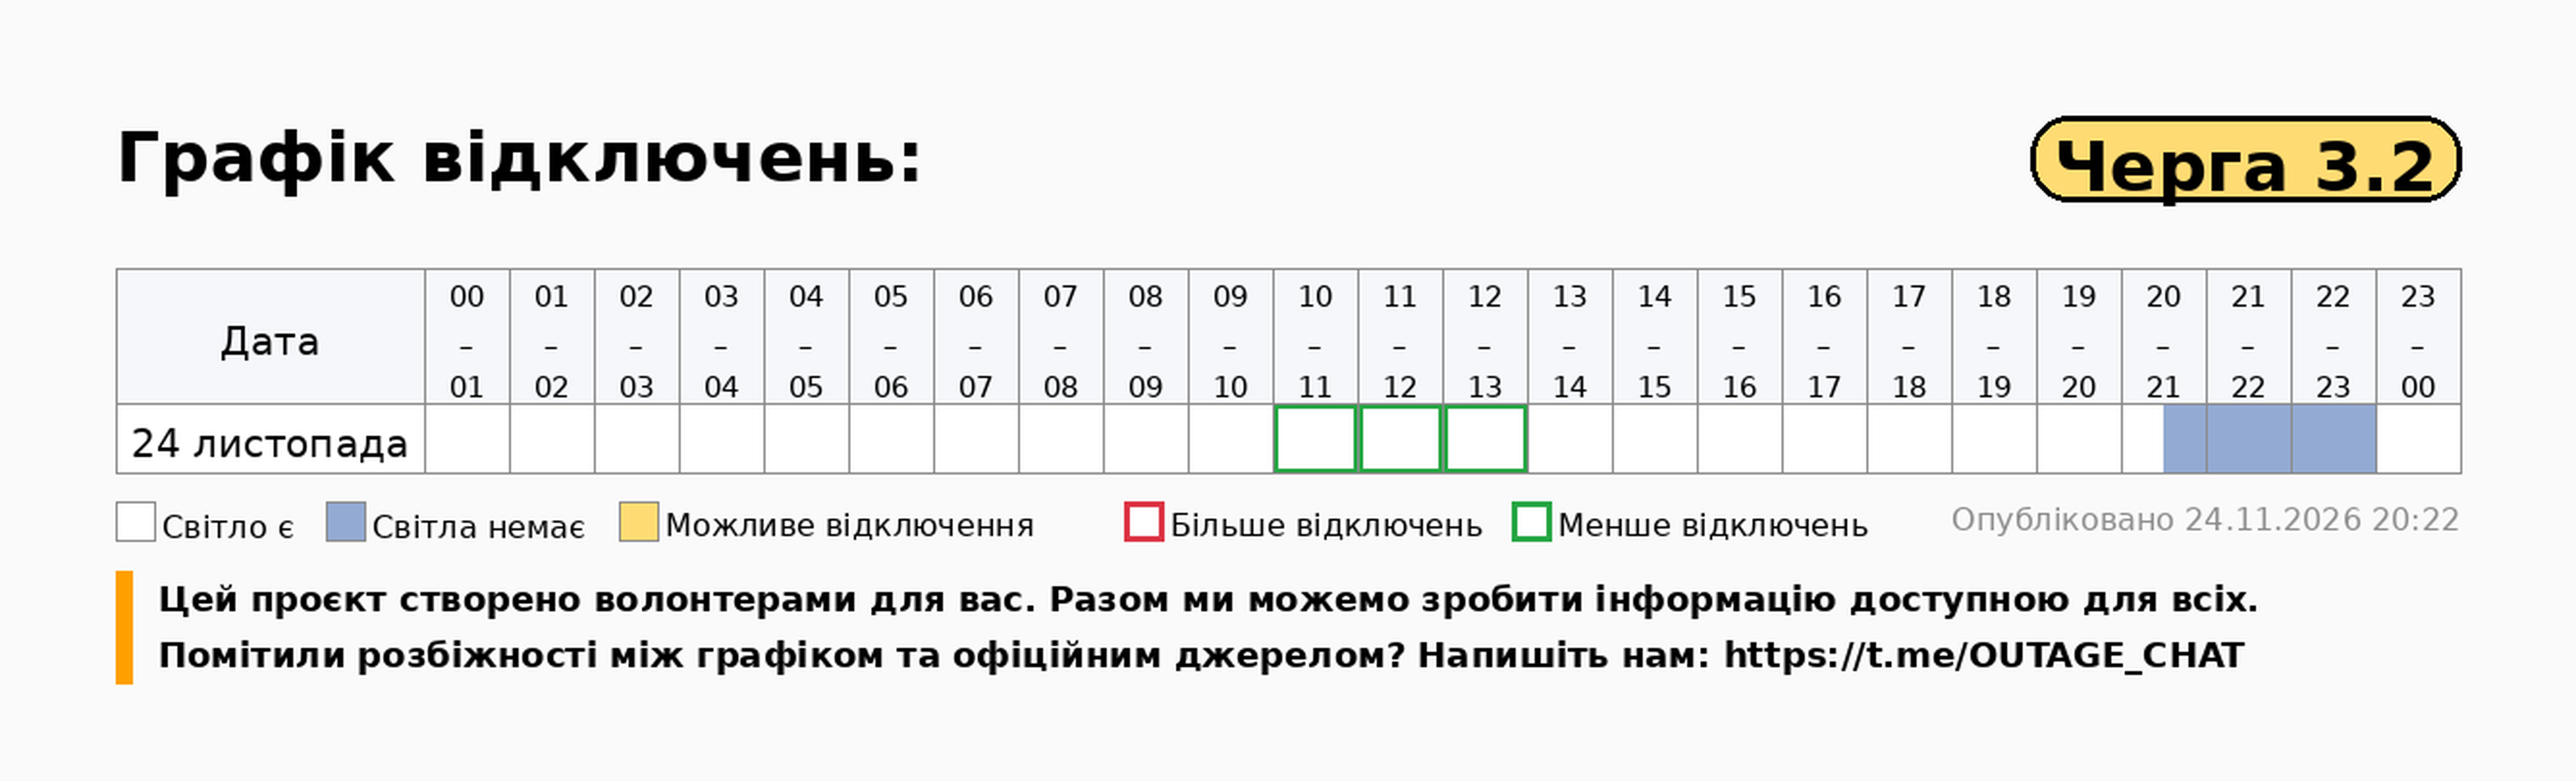 Графік відключень:
Черга 3.2
Дата 00 – 01 01 – 02 02 – 03 03 – 04 04 – 05 05 – 06 06 – 07 07 – 08 08 – 09 09 – 10 10 – 11 11 – 12 12 – 13 13 – 14 14 – 15 15 – 16 16 – 17 17 – 18 18 – 19 19 – 20 20 – 21 21 – 22 22 – 23 23 – 00
24 листопада
Світло є Світла немає Можливе відключення Більше відключень Менше відключень Опубліковано 24.11.2026 20:22
Цей проєкт створено волонтерами для вас. Разом ми можемо зробити інформацію доступною для всіх.
Помітили розбіжності між графіком та офіційним джерелом? Напишіть нам: https://t.me/OUTAGE_CHAT